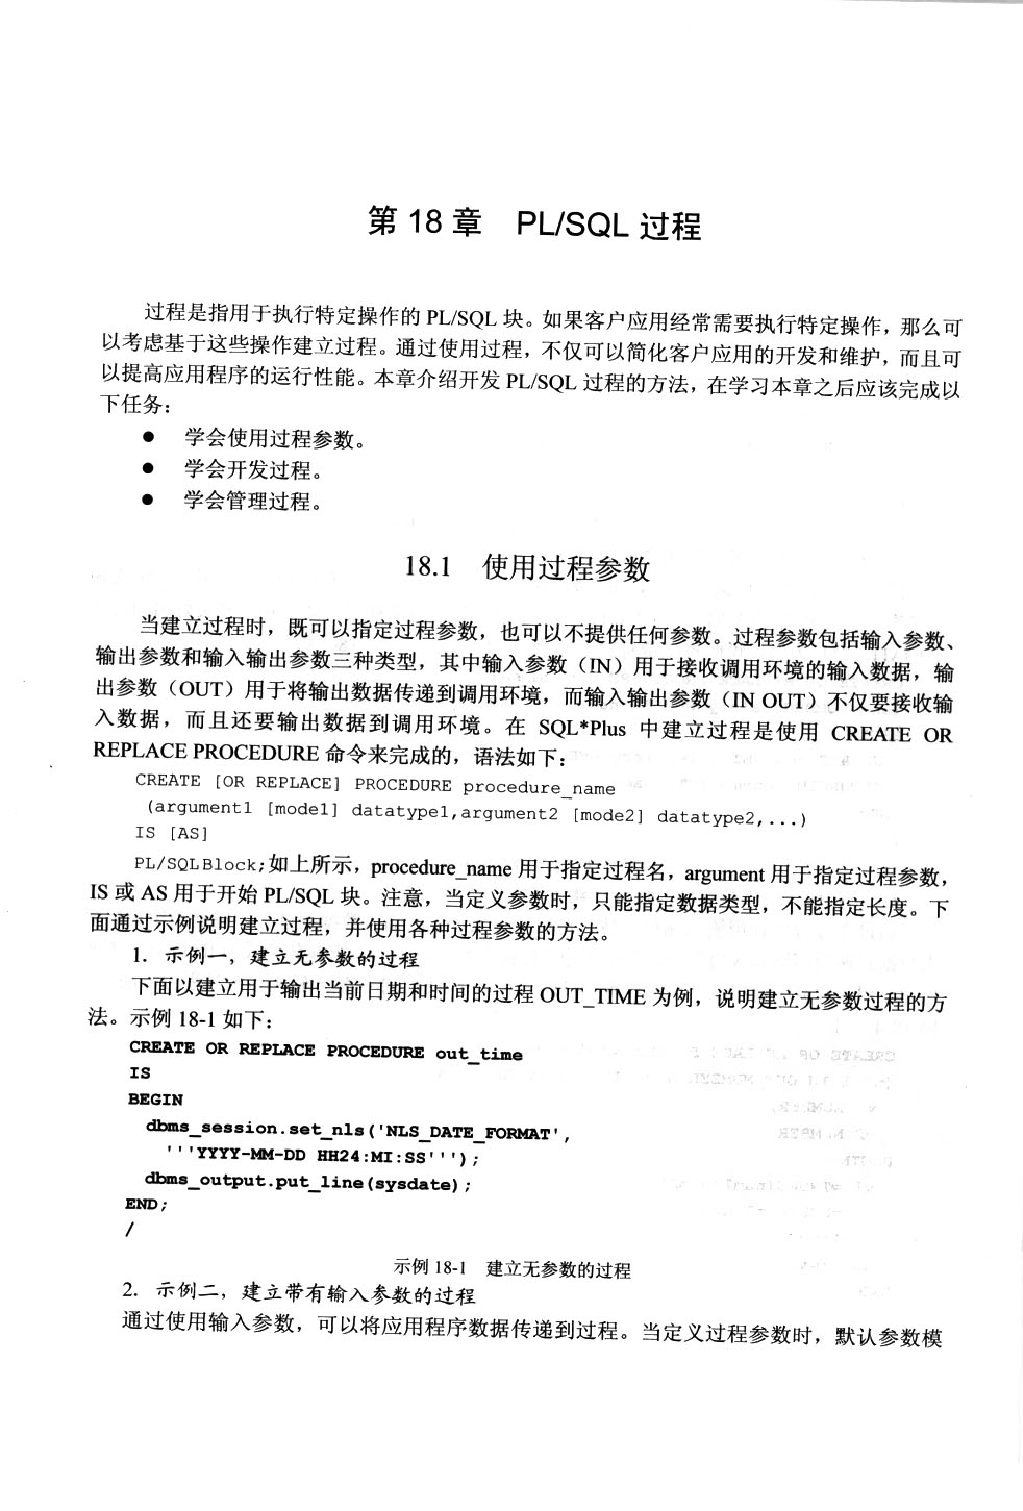 第 18 章 PL/SQL 过程
过程是指用于执行特定操作的 PL/SQL 块。如果客户应用经常需要执行特定操作，那么可
以考虑基于这些操作建立过程。通过使用过程，不仅可以简化客户应用的开发和维护，而且可
以提高应用程序的运行性能。本章介绍开发 PL/SQL 过程的方法，在学习本章之后应该完成以
下任务：
● 学会使用过程参数。
● 学会开发过程。
● 学会管理过程。
18.1 使用过程参数
当建立过程时，既可以指定过程参数，也可以不提供任何参数。过程参数包括输入参数、
输出参数和输入输出参数三种类型，其中输入参数（IN）用于接收调用环境的输入数据，输
出参数（OUT）用于将输出数据传递到调用环境，而输入输出参数（IN OUT）不仅要接收输
入数据，而且还要输出数据到调用环境。在 SQL*Plus 中建立过程是使用 CREATE OR
REPLACE PROCEDURE 命令来完成的，语法如下：
CREATE [OR REPLACE] PROCEDURE procedure_name
(argument1 [mode1] datatype1,argument2 [mode2] datatype2,...)
IS [AS]
PL/SQLBlock;如上所示，procedure_name 用于指定过程名，argument 用于指定过程参数，
IS 或 AS 用于开始 PL/SQL 块。注意，当定义参数时，只能指定数据类型，不能指定长度。下
面通过示例说明建立过程，并使用各种过程参数的方法。
1. 示例一，建立无参数的过程
下面以建立用于输出当前日期和时间的过程 OUT_TIME 为例，说明建立无参数过程的方
法。示例 18-1 如下：
CREATE OR REPLACE PROCEDURE out_time
IS
BEGIN
dbms_session.set_nls('NLS_DATE_FORMAT',
'''YYYY-MM-DD HH24:MI:SS''');
dbms_output.put_line(sysdate);
END;
/
示例 18-1 建立无参数的过程
2. 示例二，建立带有输入参数的过程
通过使用输入参数，可以将应用程序数据传递到过程。当定义过程参数时，默认参数模